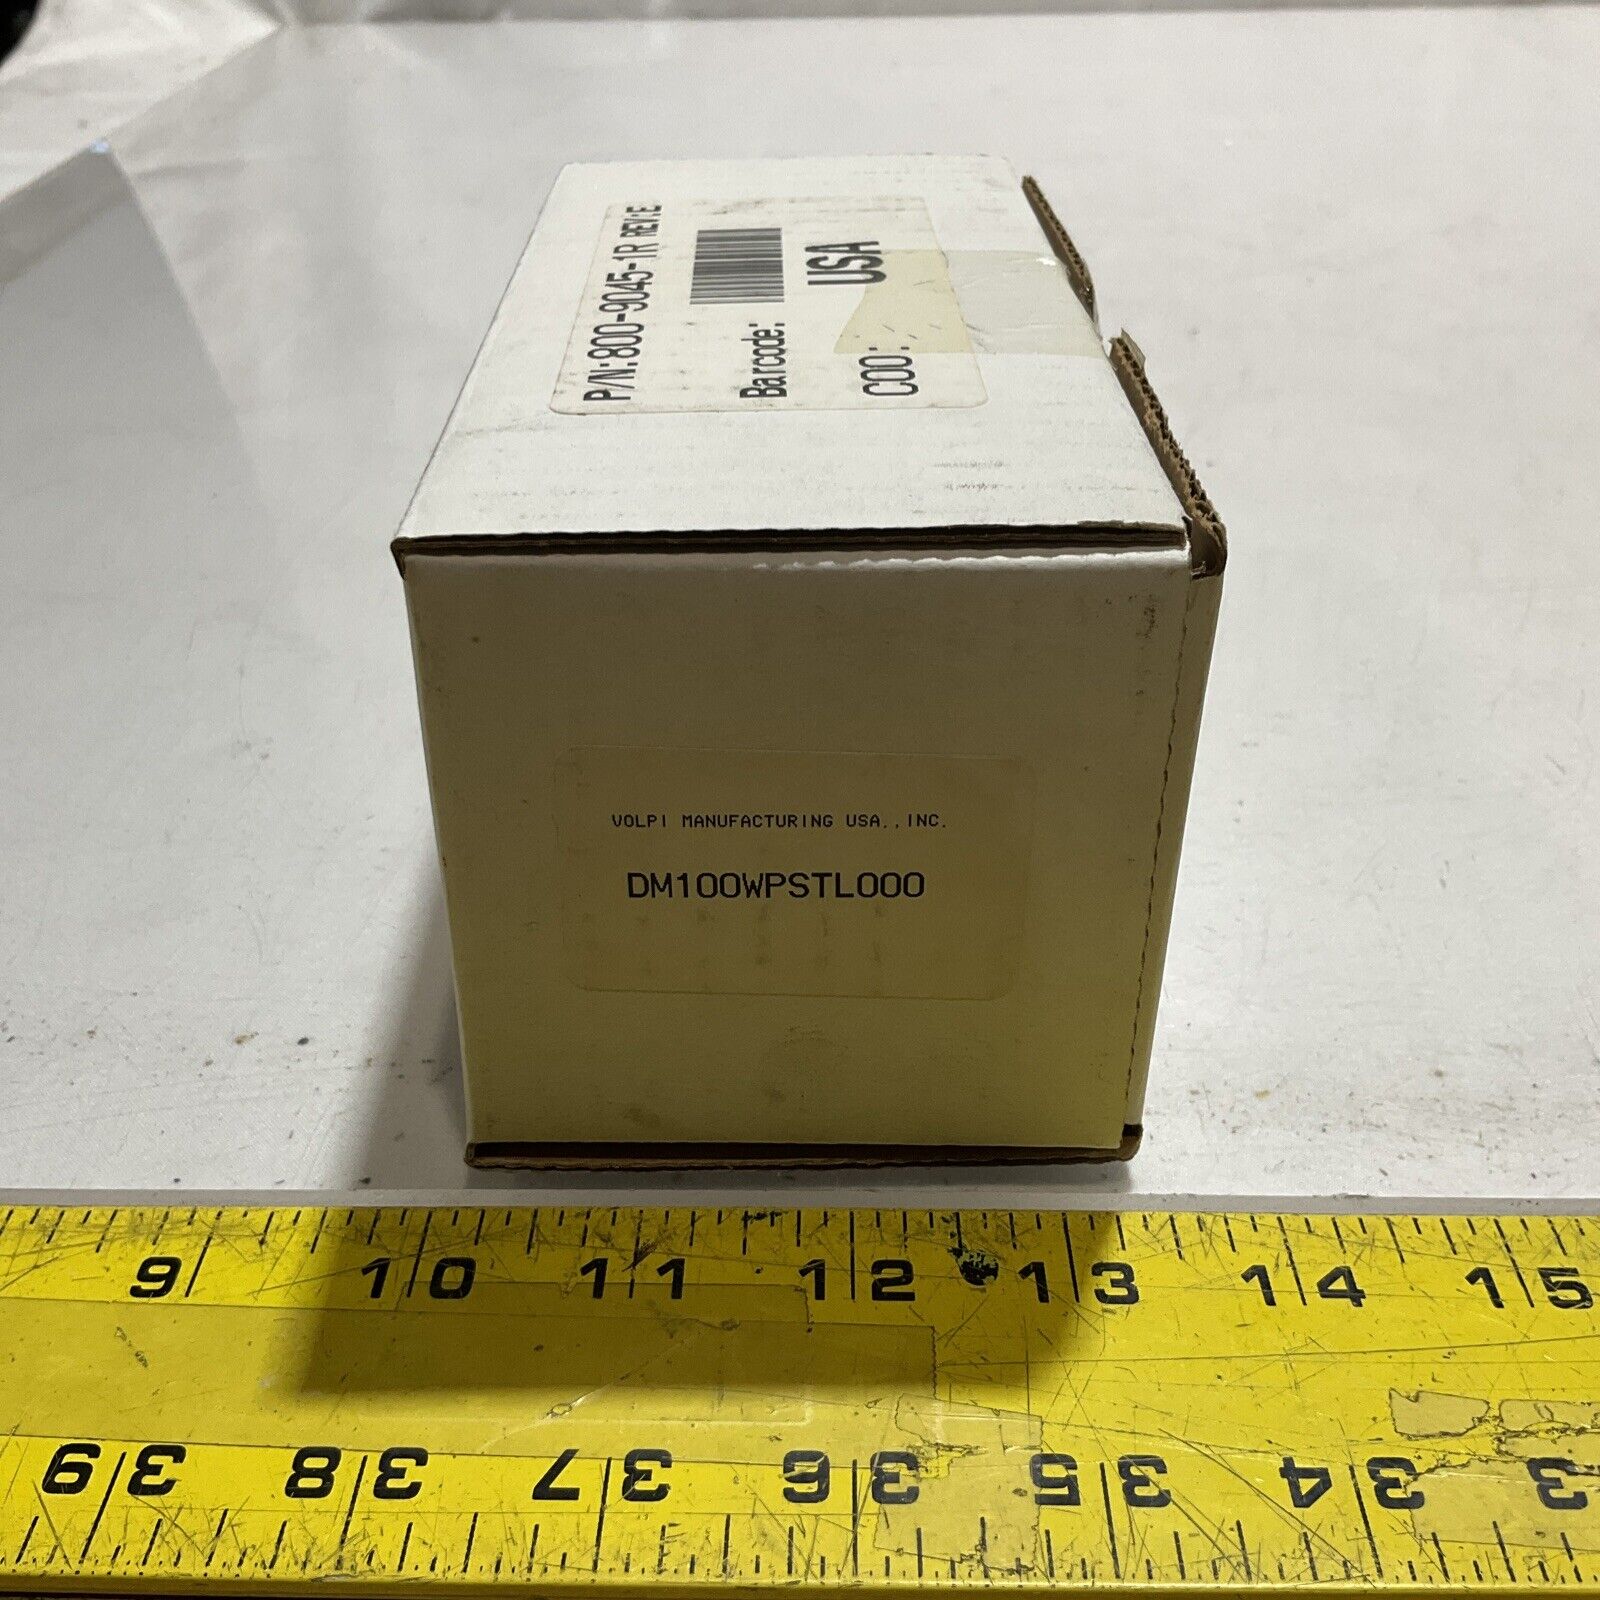 P/N:800-9045-1R REV:E
Barcode:
COO: USA
VOLPI MANUFACTURING USA.,INC.
DM100WPSTL000
9 10 11 12 13 14 15
39 38 37 36 35 34 3